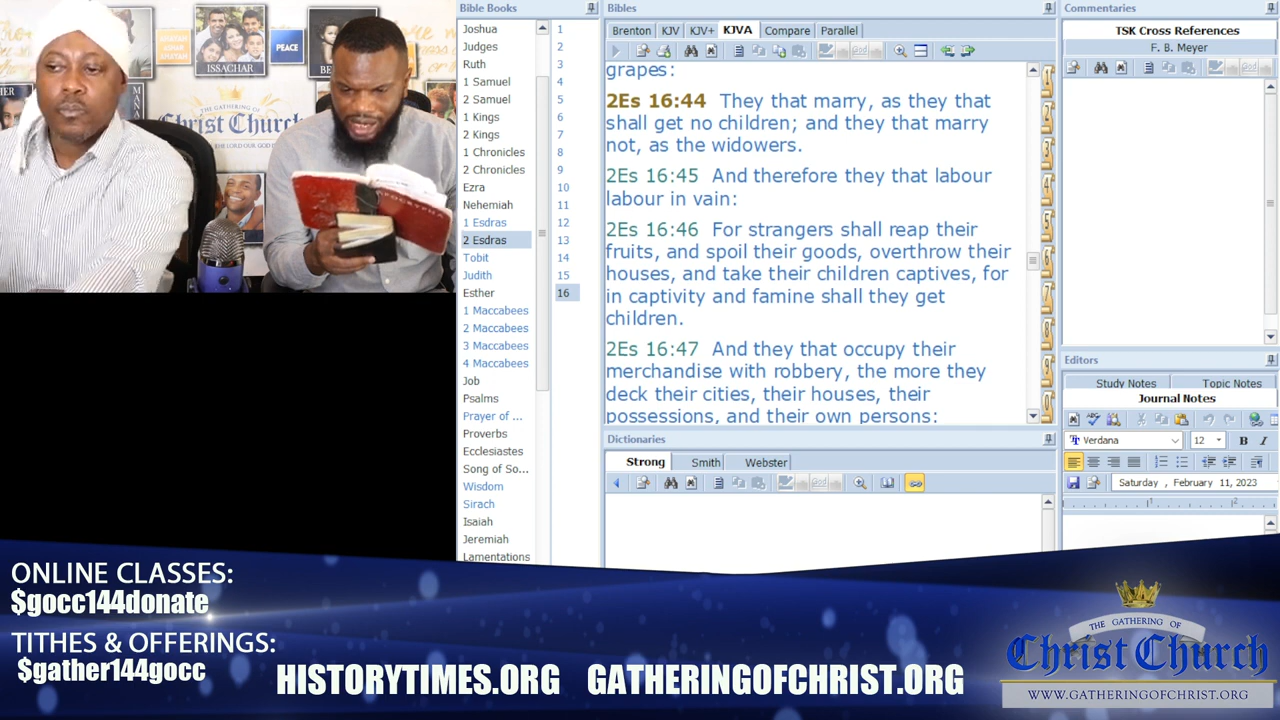 BRIYAH
ASHAR
AHAYAH
ISSACHAR
PEACE
THE GATHERING OF
Christ Church
APOCRYPHA
Bible Books
Joshua
Judges
Ruth
1 Samuel
2 Samuel
1 Kings
2 Kings
1 Chronicles
2 Chronicles
Ezra
Nehemiah
1 Esdras
2 Esdras
Tobit
Judith
Esther
1 Maccabees
2 Maccabees
3 Maccabees
4 Maccabees
Job
Psalms
Prayer of ...
Proverbs
Ecclesiastes
Song of So...
Wisdom
Sirach
Isaiah
Jeremiah
Lamentations
1
2
3
4
5
6
7
8
9
10
11
12
13
14
15
16
Bibles
Brenton KJV KJV+ KJVA Compare Parallel
grapes:
2Es 16:44 They that marry, as they that
shall get no children; and they that marry
not, as the widowers.
2Es 16:45 And therefore they that labour
labour in vain:
2Es 16:46 For strangers shall reap their
fruits, and spoil their goods, overthrow their
houses, and take their children captives, for
in captivity and famine shall they get
children.
2Es 16:47 And they that occupy their
merchandise with robbery, the more they
deck their cities, their houses, their
possessions, and their own persons:
Dictionaries
Strong Smith Webster
Commentaries
TSK Cross References
F. B. Meyer
Editors
Study Notes Topic Notes
Journal Notes
Verdana 12 B I
Saturday , February 11, 2023
1 2
ONLINE CLASSES:
$gocc144donate
TITHES & OFFERINGS:
$gather144gocc
HISTORYTIMES.ORG GATHERINGOFCHRIST.ORG
THE GATHERING OF
Christ Church
WWW.GATHERINGOFCHRIST.ORG